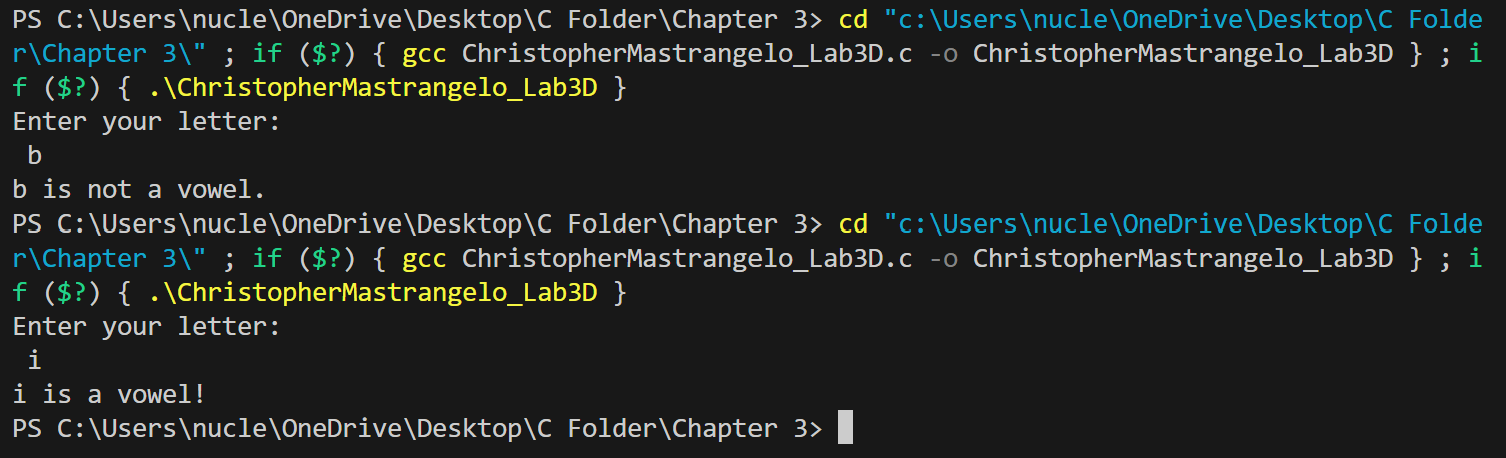 PS C:\Users\nucle\OneDrive\Desktop\C Folder\Chapter 3> cd "c:\Users\nucle\OneDrive\Desktop\C Folde
r\Chapter 3\" ; if ($?) { gcc ChristopherMastrangelo_Lab3D.c -o ChristopherMastrangelo_Lab3D } ; i
f ($?) { .\ChristopherMastrangelo_Lab3D }
Enter your letter:
 b
b is not a vowel.
PS C:\Users\nucle\OneDrive\Desktop\C Folder\Chapter 3> cd "c:\Users\nucle\OneDrive\Desktop\C Folde
r\Chapter 3\" ; if ($?) { gcc ChristopherMastrangelo_Lab3D.c -o ChristopherMastrangelo_Lab3D } ; i
f ($?) { .\ChristopherMastrangelo_Lab3D }
Enter your letter:
 i
i is a vowel!
PS C:\Users\nucle\OneDrive\Desktop\C Folder\Chapter 3>